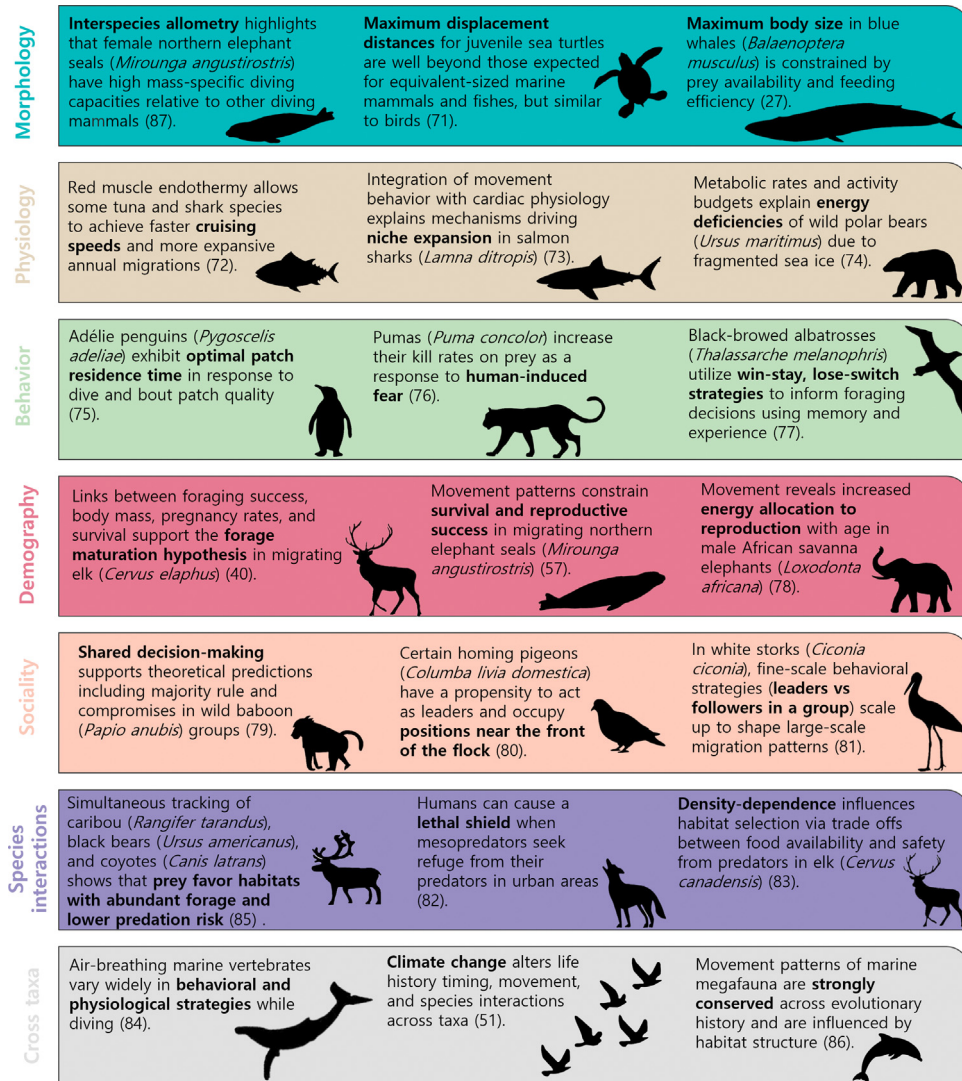 Morphology
Interspecies allometry highlights
that female northern elephant
seals (Mirounga angustirostris)
have high mass-specific diving
capacities relative to other diving
mammals (87).
Maximum displacement
distances for juvenile sea turtles
are well beyond those expected
for equivalent-sized marine
mammals and fishes, but similar
to birds (71).
Maximum body size in blue
whales (Balaenoptera
musculus) is constrained by
prey availability and feeding
efficiency (27).
Physiology
Red muscle endothermy allows
some tuna and shark species
to achieve faster cruising
speeds and more expansive
annual migrations (72).
Integration of movement
behavior with cardiac physiology
explains mechanisms driving
niche expansion in salmon
sharks (Lamna ditropis) (73).
Metabolic rates and activity
budgets explain energy
deficiencies of wild polar bears
(Ursus maritimus) due to
fragmented sea ice (74).
Behavior
Adélie penguins (Pygoscelis
adeliae) exhibit optimal patch
residence time in response to
dive and bout patch quality
(75).
Pumas (Puma concolor) increase
their kill rates on prey as a
response to human-induced
fear (76).
Black-browed albatrosses
(Thalassarche melanophris)
utilize win-stay, lose-switch
strategies to inform foraging
decisions using memory and
experience (77).
Demography
Links between foraging success,
body mass, pregnancy rates, and
survival support the forage
maturation hypothesis in migrating
elk (Cervus elaphus) (40).
Movement patterns constrain
survival and reproductive
success in migrating northern
elephant seals (Mirounga
angustirostris) (57).
Movement reveals increased
energy allocation to
reproduction with age in
male African savanna
elephants (Loxodonta
africana) (78).
Sociality
Shared decision-making
supports theoretical predictions
including majority rule and
compromises in wild baboon
(Papio anubis) groups (79).
Certain homing pigeons
(Columba livia domestica)
have a propensity to act
as leaders and occupy
positions near the front
of the flock (80).
In white storks (Ciconia
ciconia), fine-scale behavioral
strategies (leaders vs
followers in a group) scale
up to shape large-scale
migration patterns (81).
Species
interactions
Simultaneous tracking of
caribou (Rangifer tarandus),
black bears (Ursus americanus),
and coyotes (Canis latrans)
shows that prey favor habitats
with abundant forage and
lower predation risk (85) .
Humans can cause a
lethal shield when
mesopredators seek
refuge from their
predators in urban areas
(82).
Density-dependence influences
habitat selection via trade offs
between food availability and safety
from predators in elk (Cervus
canadensis) (83).
Cross taxa
Air-breathing marine vertebrates
vary widely in behavioral and
physiological strategies while
diving (84).
Climate change alters life
history timing, movement,
and species interactions
across taxa (51).
Movement patterns of marine
megafauna are strongly
conserved across evolutionary
history and are influenced by
habitat structure (86).